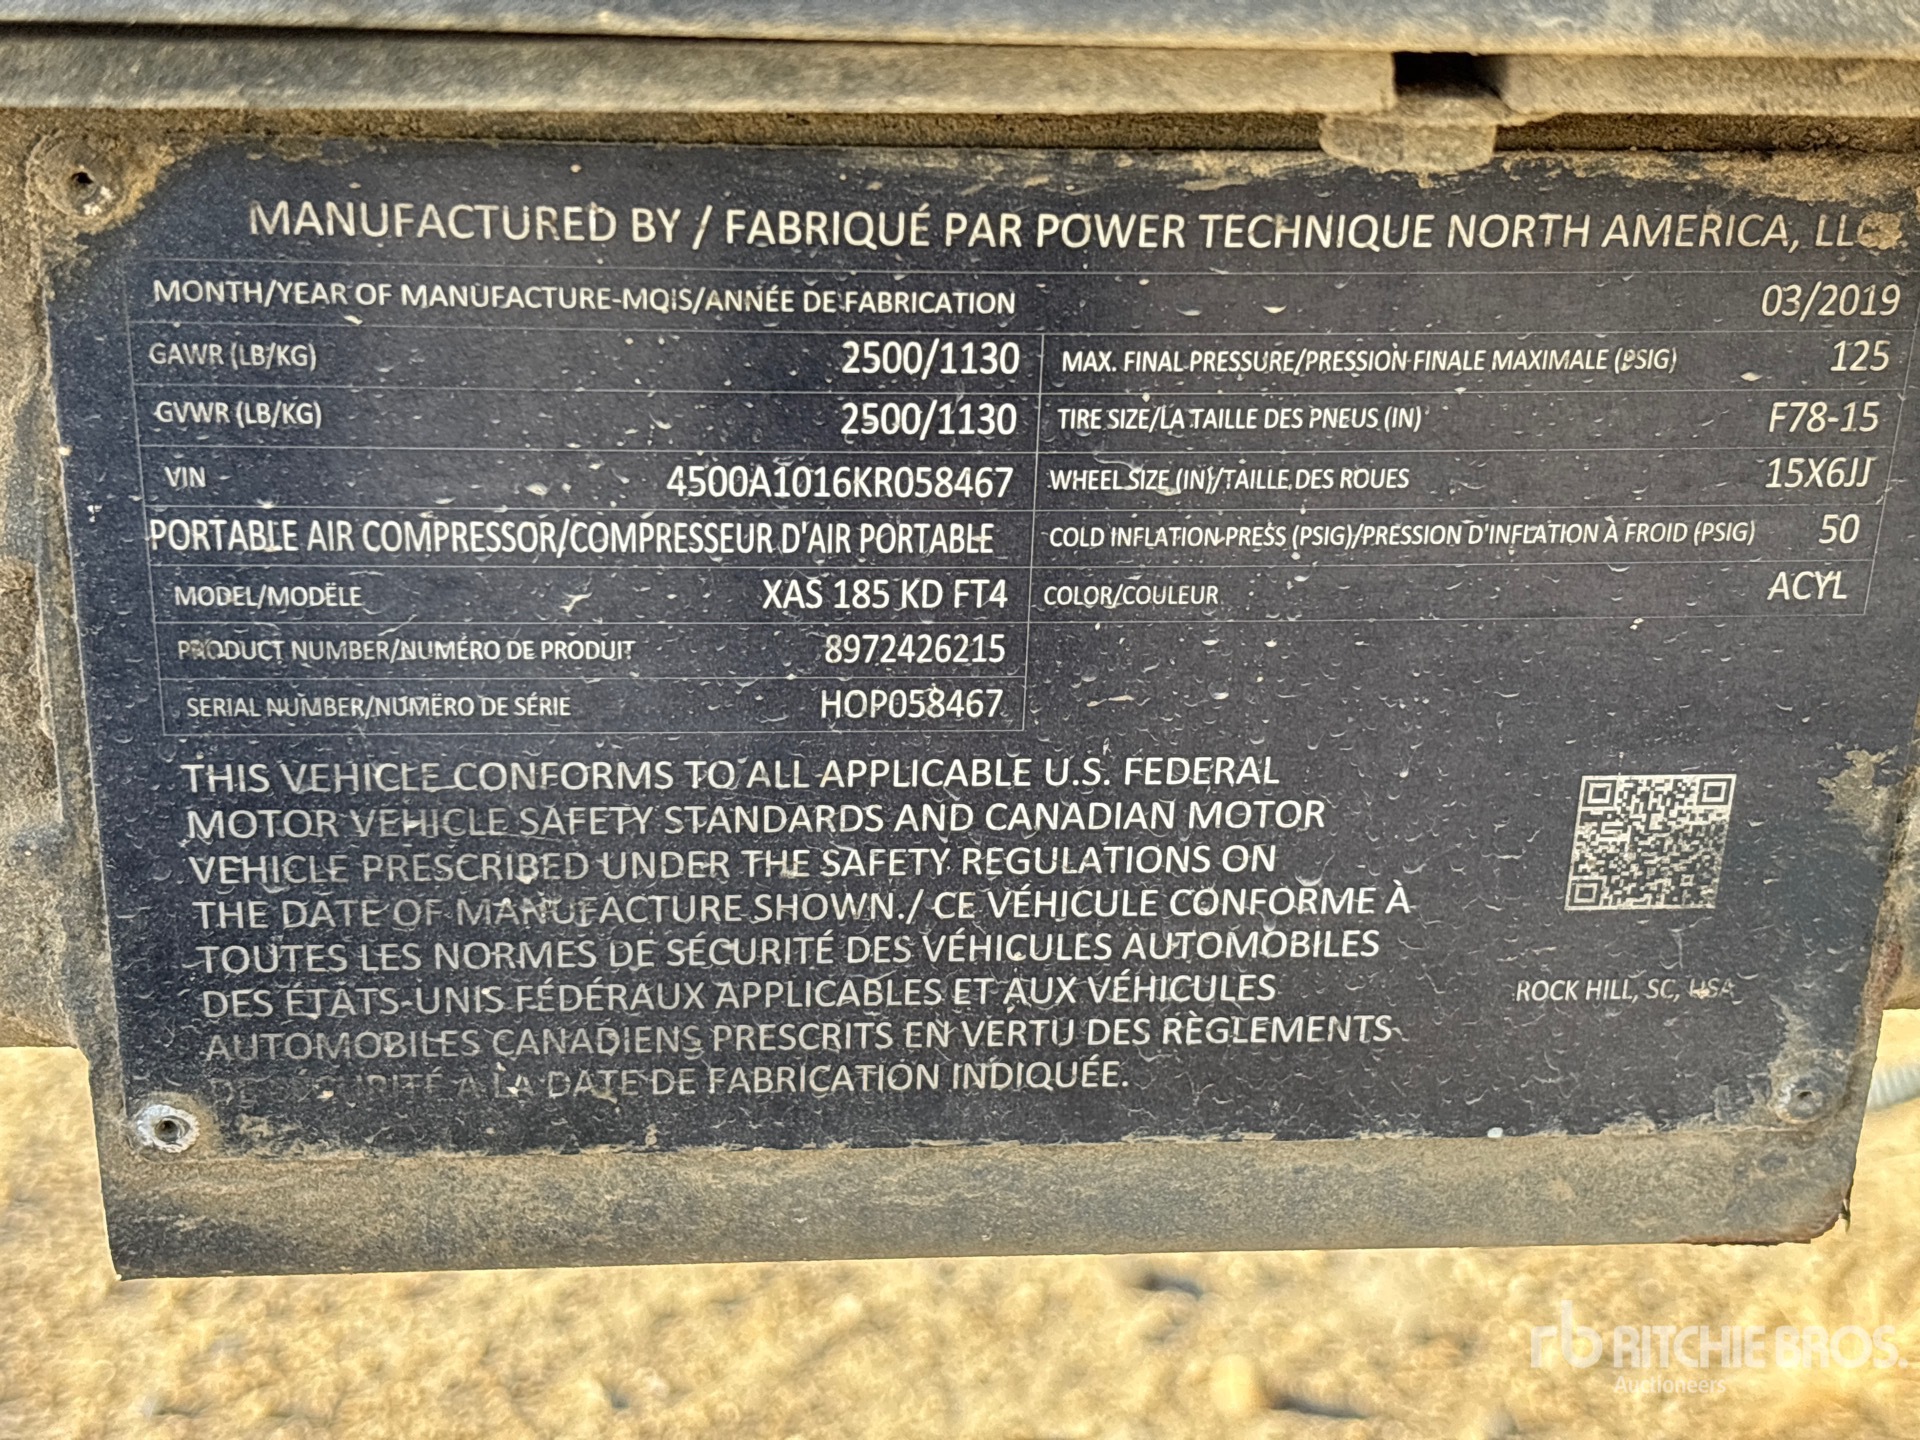 MANUFACTURED BY / FABRIQUÉ PAR POWER TECHNIQUE NORTH AMERICA, LLC.
MONTH/YEAR OF MANUFACTURE-MOIS/ANNÉE DE FABRICATION 03/2019
GAWR (LB/KG) 2500/1130 MAX. FINAL PRESSURE/PRESSION FINALE MAXIMALE (PSIG) 125
GVWR (LB/KG) 2500/1130 TIRE SIZE/LA TAILLE DES PNEUS (IN) F78-15
VIN 4500A1016KR058467 WHEEL SIZE (IN)/TAILLE DES ROUES 15X6JJ
PORTABLE AIR COMPRESSOR/COMPRESSEUR D'AIR PORTABLE COLD INFLATION PRESS (PSIG)/PRESSION D'INFLATION À FROID (PSIG) 50
MODEL/MODÈLE XAS 185 KD FT4 COLOR/COULEUR ACYL
PRODUCT NUMBER/NUMÉRO DE PRODUIT 8972426215
SERIAL NUMBER/NUMÉRO DE SÉRIE HOP058467
THIS VEHICLE CONFORMS TO ALL APPLICABLE U.S. FEDERAL
MOTOR VEHICLE SAFETY STANDARDS AND CANADIAN MOTOR
VEHICLE PRESCRIBED UNDER THE SAFETY REGULATIONS ON
THE DATE OF MANUFACTURE SHOWN./ CE VÉHICULE CONFORME À
TOUTES LES NORMES DE SÉCURITÉ DES VÉHICULES AUTOMOBILES
DES ÉTATS-UNIS FÉDÉRAUX APPLICABLES ET AUX VÉHICULES
AUTOMOBILES CANADIENS PRESCRITS EN VERTU DES RÈGLEMENTS
DE SÉCURITÉ A LA DATE DE FABRICATION INDIQUÉE.
ROCK HILL, SC, USA
rb RITCHIE BROS.
Auctioneers